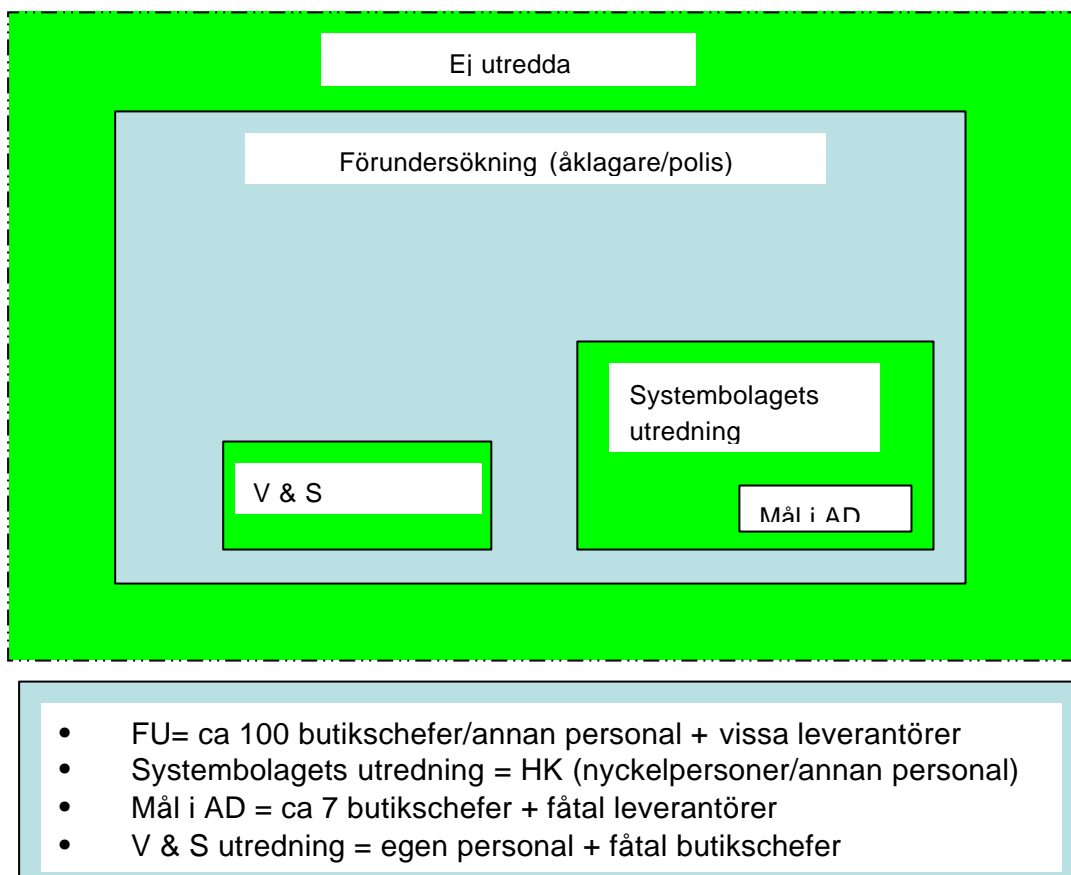 Ej utredda
Förundersökning (åklagare/polis)
Systembolagets
utredning
V & S
Mål i AD
• FU= ca 100 butikschefer/annan personal + vissa leverantörer
• Systembolagets utredning = HK (nyckelpersoner/annan personal)
• Mål i AD = ca 7 butikschefer + fåtal leverantörer
• V & S utredning = egen personal + fåtal butikschefer